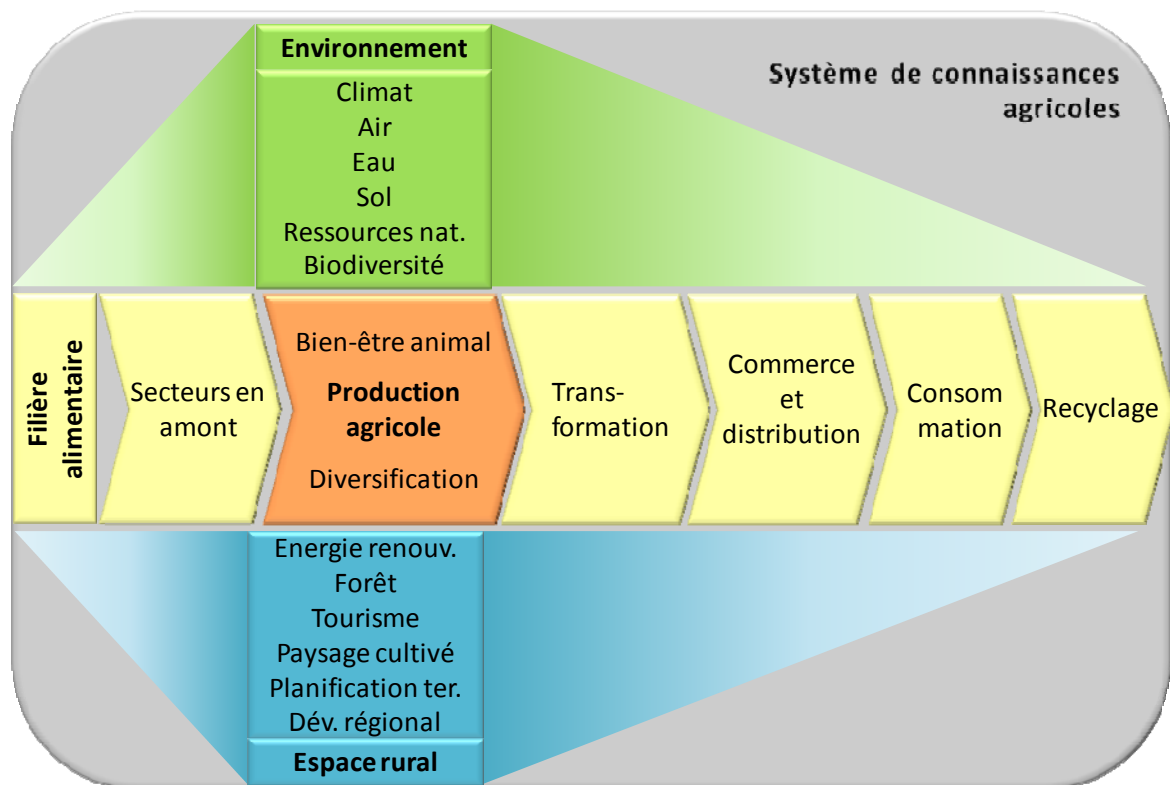 Environnement
Climat
Air
Eau
Sol
Ressources nat.
Biodiversité
Système de connaissances
agricoles
Filière
alimentaire
Secteurs en
amont
Bien-être animal
Production
agricole
Diversification
Trans-
formation
Commerce
et
distribution
Consom
mation
Recyclage
Energie renouv.
Forêt
Tourisme
Paysage cultivé
Planification ter.
Dév. régional
Espace rural